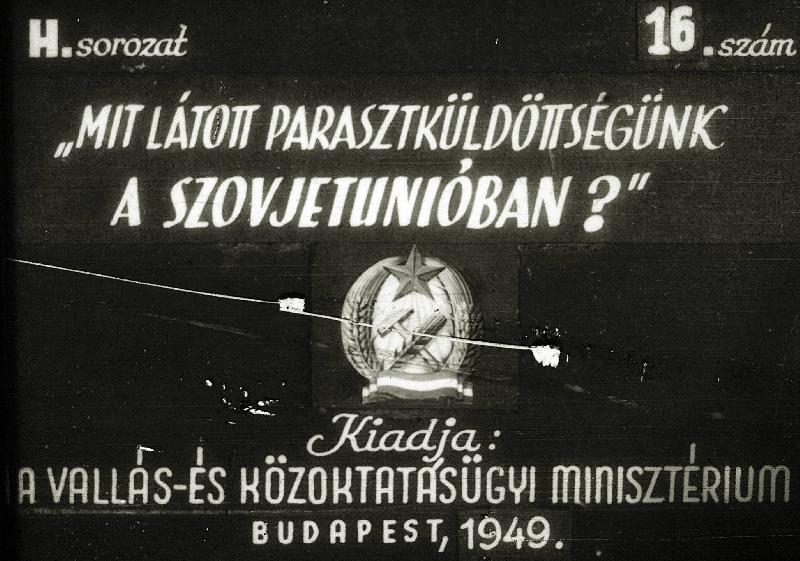 H. sorozat
16. szám
„MIT LÁTOTT PARASZTKÜLDÖTTSÉGÜNK
A SZOVJETUNIÓBAN?”
Kiadja:
A VALLÁS-ÉS KÖZOKTATÁSÜGYI MINISZTÉRIUM
BUDAPEST, 1949.